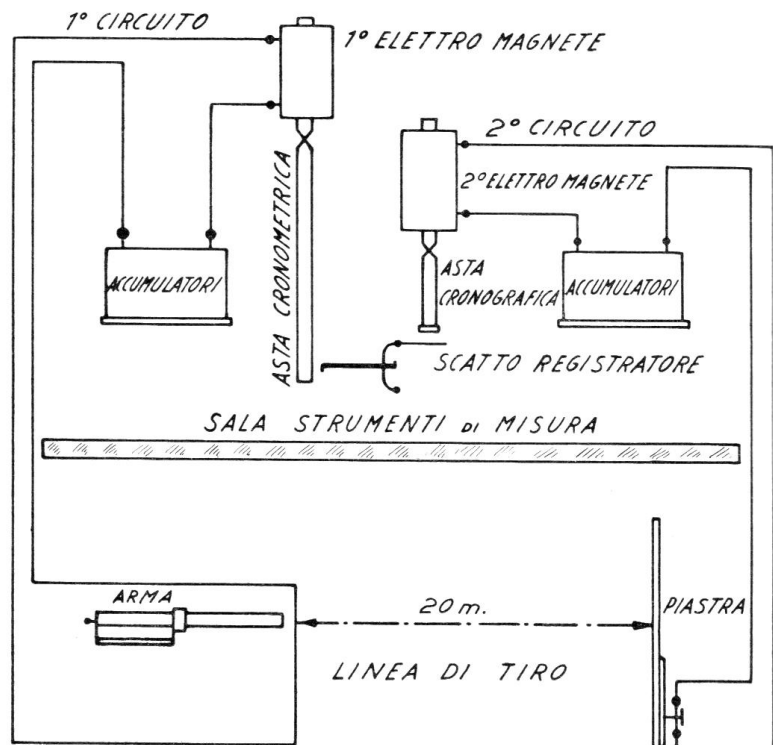 1° CIRCUITO
1° ELETTRO MAGNETE
2° CIRCUITO
2° ELETTRO MAGNETE
ASTA CRONOMETRICA
ACCUMULATORI
ASTA
CRONOGRAFICA
ACCUMULATORI
SCATTO REGISTRATORE
SALA STRUMENTI DI MISURA
ARMA
20 m.
PIASTRA
LINEA DI TIRO